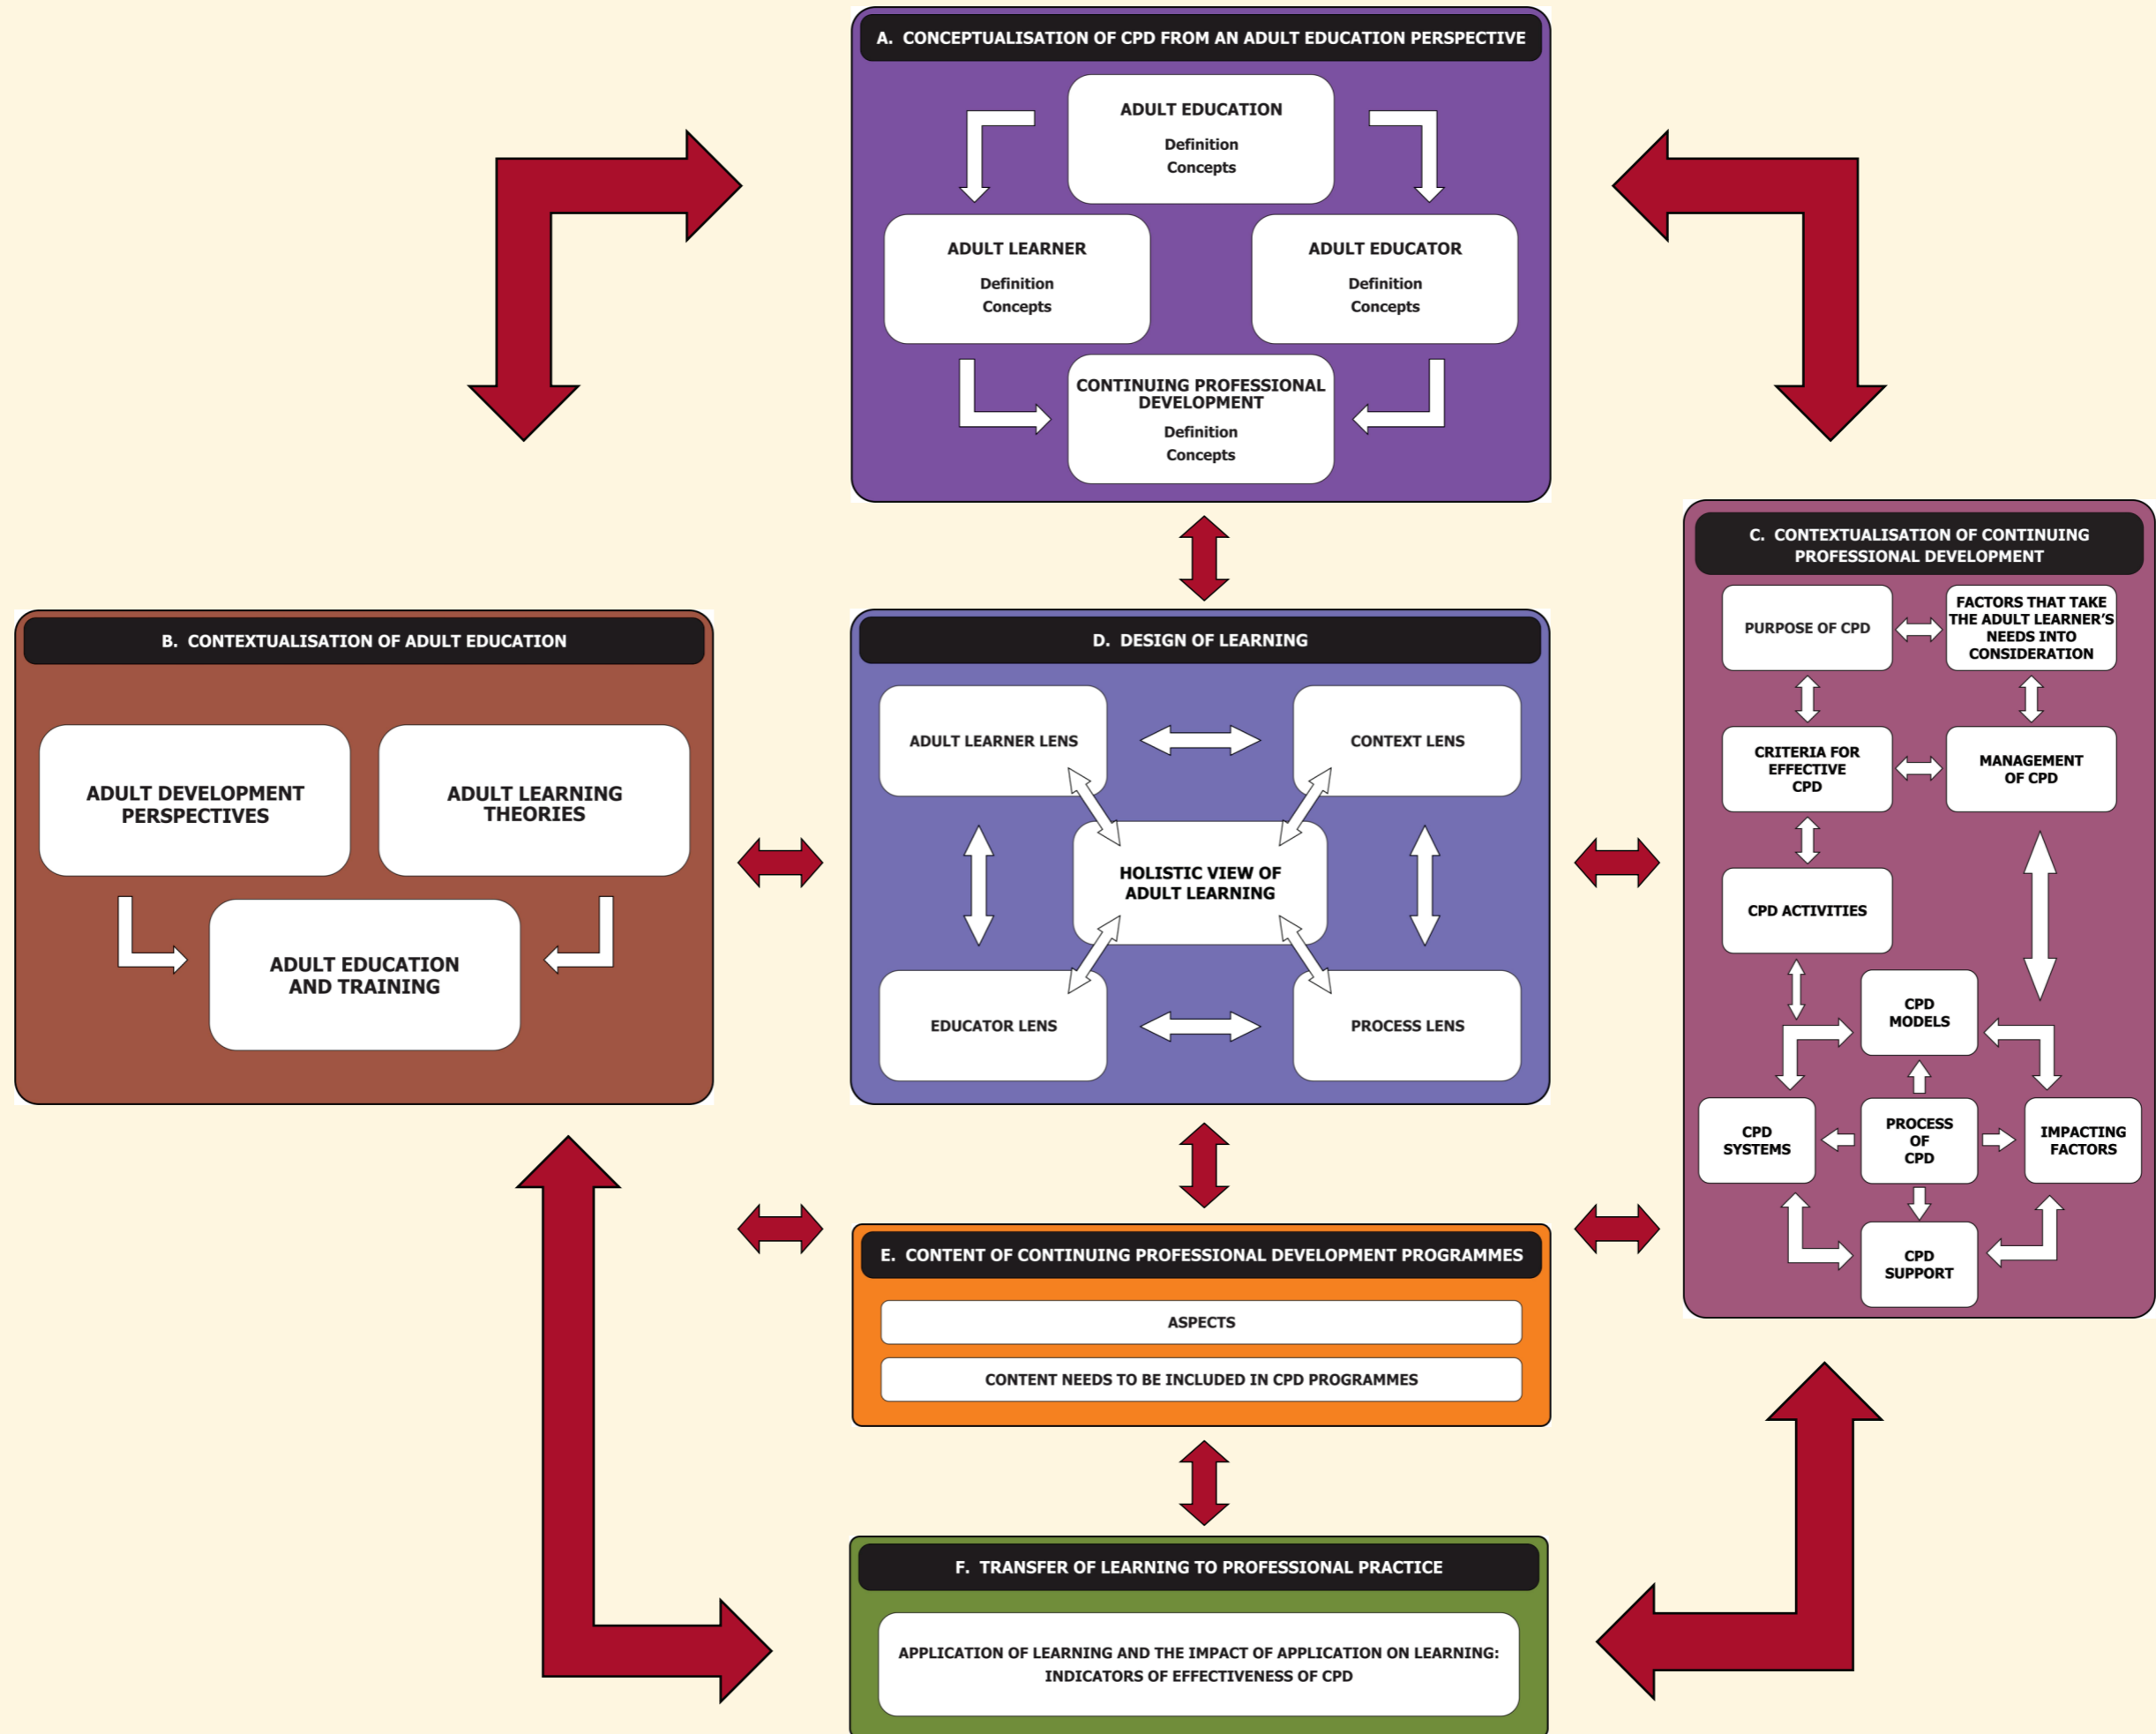 A. CONCEPTUALISATION OF CPD FROM AN ADULT EDUCATION PERSPECTIVE
ADULT EDUCATION
Definition
Concepts
ADULT LEARNER
Definition
Concepts
ADULT EDUCATOR
Definition
Concepts
CONTINUING PROFESSIONAL
DEVELOPMENT
Definition
Concepts
B. CONTEXTUALISATION OF ADULT EDUCATION
ADULT DEVELOPMENT
PERSPECTIVES
ADULT LEARNING
THEORIES
ADULT EDUCATION
AND TRAINING
D. DESIGN OF LEARNING
ADULT LEARNER LENS
CONTEXT LENS
HOLISTIC VIEW OF
ADULT LEARNING
EDUCATOR LENS
PROCESS LENS
C. CONTEXTUALISATION OF CONTINUING
PROFESSIONAL DEVELOPMENT
PURPOSE OF CPD
FACTORS THAT TAKE
THE ADULT LEARNER'S
NEEDS INTO
CONSIDERATION
CRITERIA FOR
EFFECTIVE
CPD
MANAGEMENT
OF CPD
CPD ACTIVITIES
CPD
MODELS
CPD
SYSTEMS
PROCESS
OF
CPD
IMPACTING
FACTORS
CPD
SUPPORT
E. CONTENT OF CONTINUING PROFESSIONAL DEVELOPMENT PROGRAMMES
ASPECTS
CONTENT NEEDS TO BE INCLUDED IN CPD PROGRAMMES
F. TRANSFER OF LEARNING TO PROFESSIONAL PRACTICE
APPLICATION OF LEARNING AND THE IMPACT OF APPLICATION ON LEARNING:
INDICATORS OF EFFECTIVENESS OF CPD